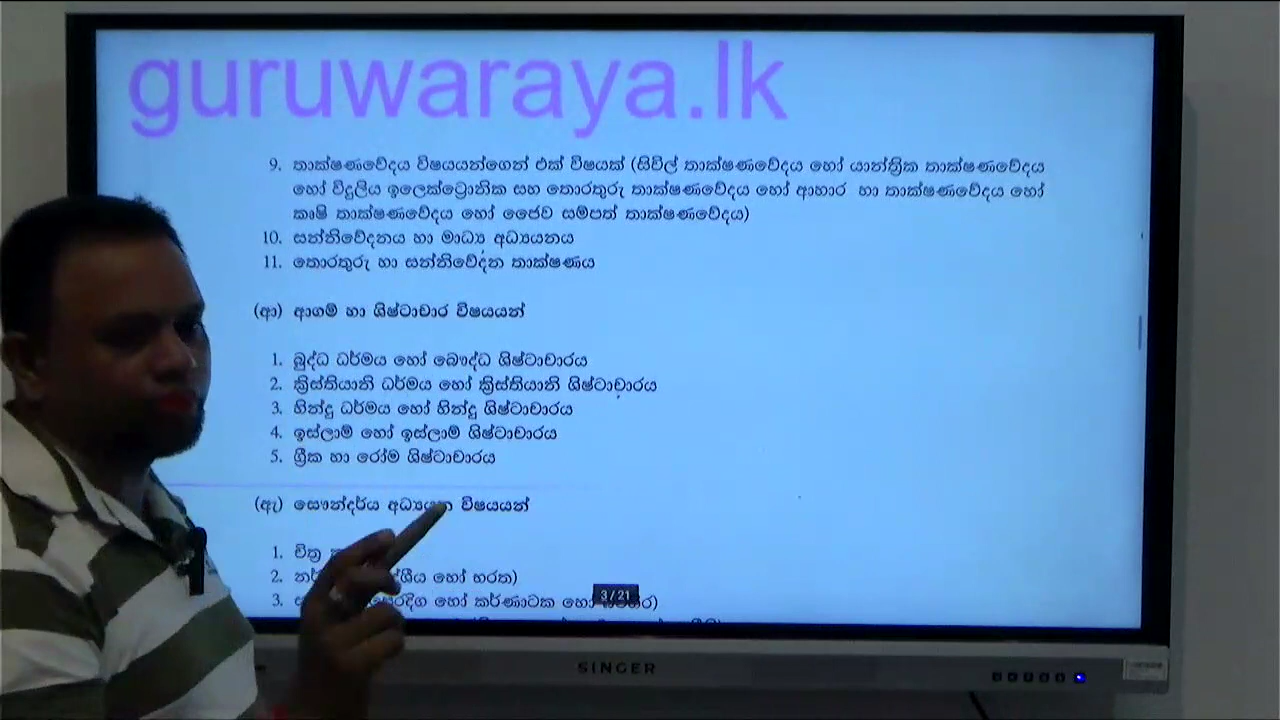 guruwaraya.lk
9. තාක්ෂණවේදය විෂයයන්ගෙන් එක් විෂයක් (සිවිල් තාක්ෂණවේදය හෝ යාන්ත්‍රික තාක්ෂණවේදය
හෝ විදුලිය ඉලෙක්ට්‍රොනික සහ තොරතුරු තාක්ෂණවේදය හෝ ආහාර හා තාක්ෂණවේදය හෝ
කෘෂි තාක්ෂණවේදය හෝ ජෛව සම්පත් තාක්ෂණවේදය)
10. සන්නිවේදනය හා මාධ්‍ය අධ්‍යයනය
11. තොරතුරු හා සන්නිවේදන තාක්ෂණය
(ආ) ආගම් හා ශිෂ්ටාචාර විෂයයන්
1. බුද්ධ ධර්මය හෝ බෞද්ධ ශිෂ්ටාචාරය
2. ක්‍රිස්තියානි ධර්මය හෝ ක්‍රිස්තියානි ශිෂ්ටාචාරය
3. හින්දු ධර්මය හෝ හින්දු ශිෂ්ටාචාරය
4. ඉස්ලාම් හෝ ඉස්ලාම් ශිෂ්ටාචාරය
5. ග්‍රීක හා රෝම ශිෂ්ටාචාරය
(ඇ) සෞන්දර්ය අධ්‍යයන විෂයයන්
1. චිත්‍ර
2. හෝ භරත)
3. හෝ කර්ණාටක හෝ
3 / 21
SINGER